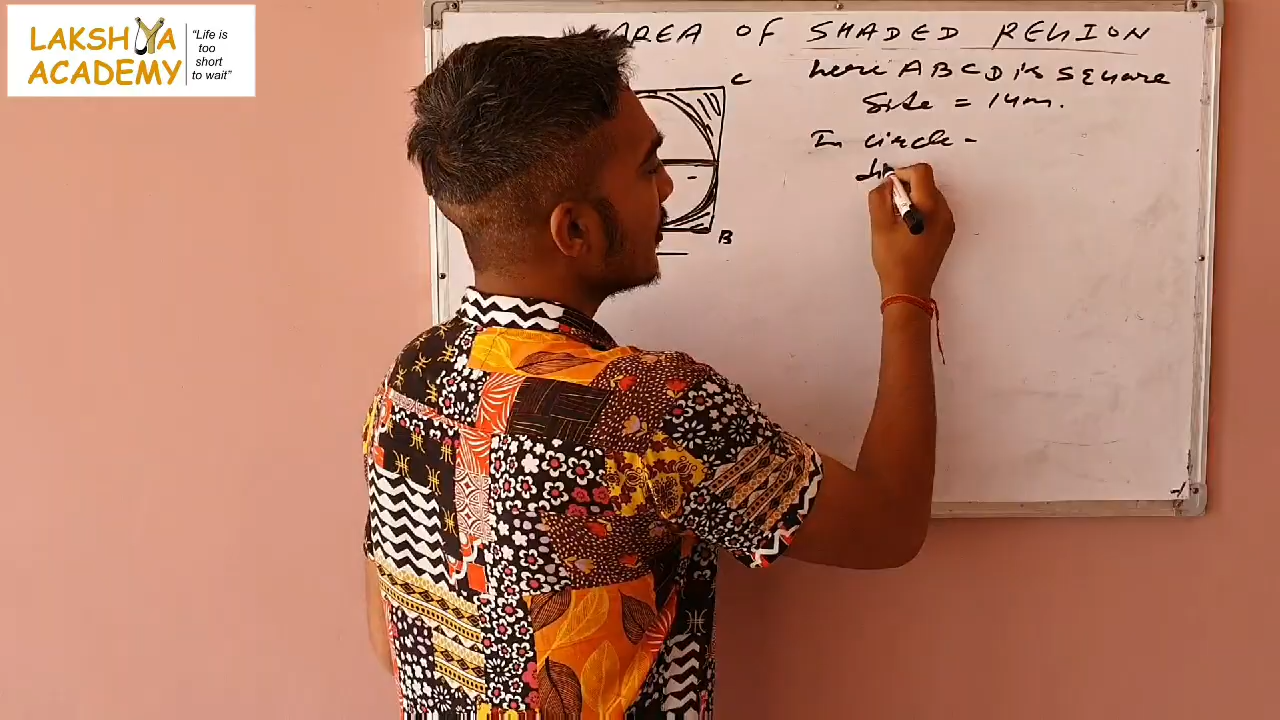 LAKSHYA
ACADEMY
“Life is
too
short
to wait”
AREA OF SHADED REGION
C
B
here ABCD is square
Side = 14m.
In circle -